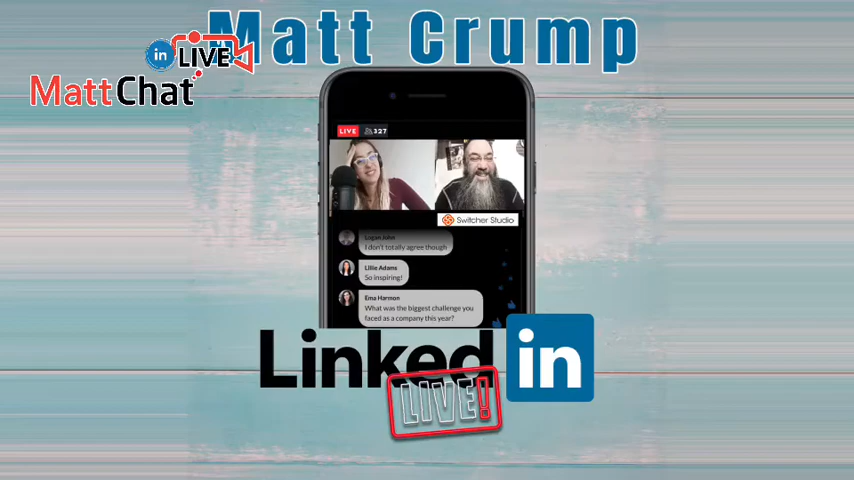 Matt Crump
in LIVE
MattChat
LIVE 327
Switcher Studio
Logan John
I don't totally agree though
Lillie Adams
So inspiring!
Ema Harmon
What was the biggest challenge you
faced as a company this year?
Linked in
LIVE!